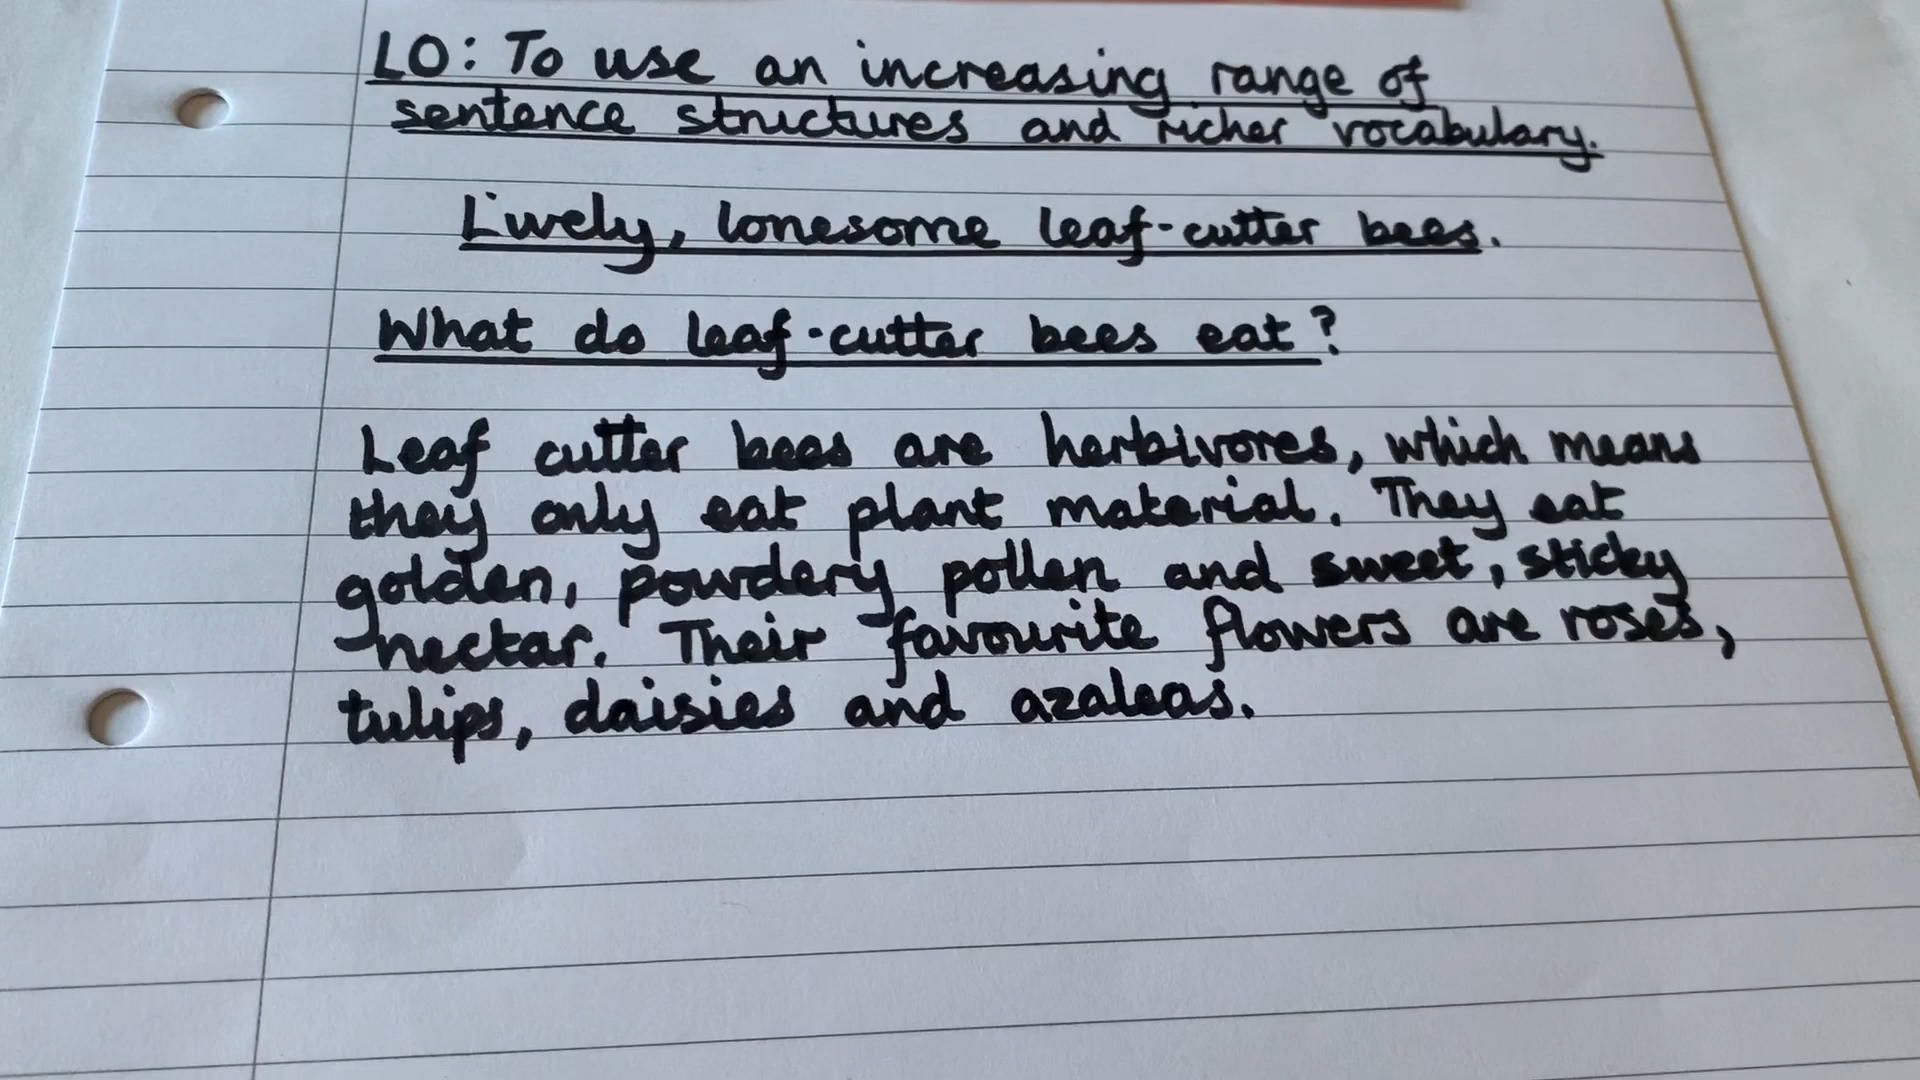 LO: To use an increasing range of
sentence structures and richer vocabulary.
Lively, lonesome leaf-cutter bees.
What do leaf-cutter bees eat?
Leaf cutter bees are herbivores, which means
they only eat plant material. They eat
golden, powdery pollen and sweet, sticky
nectar. Their favourite flowers are roses,
tulips, daisies and azaleas.